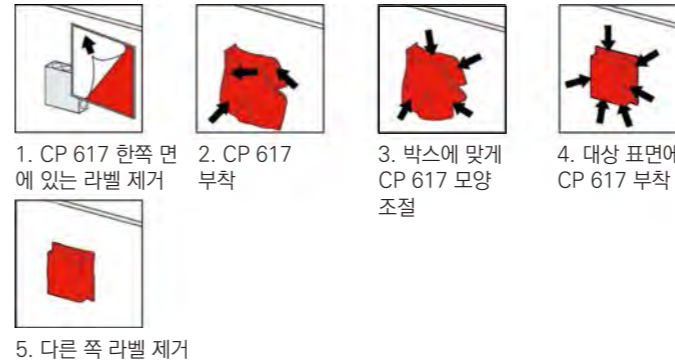 1. CP 617 한쪽 면
에 있는 라벨 제거
2. CP 617
부착
3. 박스에 맞게
CP 617 모양
조절
4. 대상 표면에
CP 617 부착
5. 다른 쪽 라벨 제거